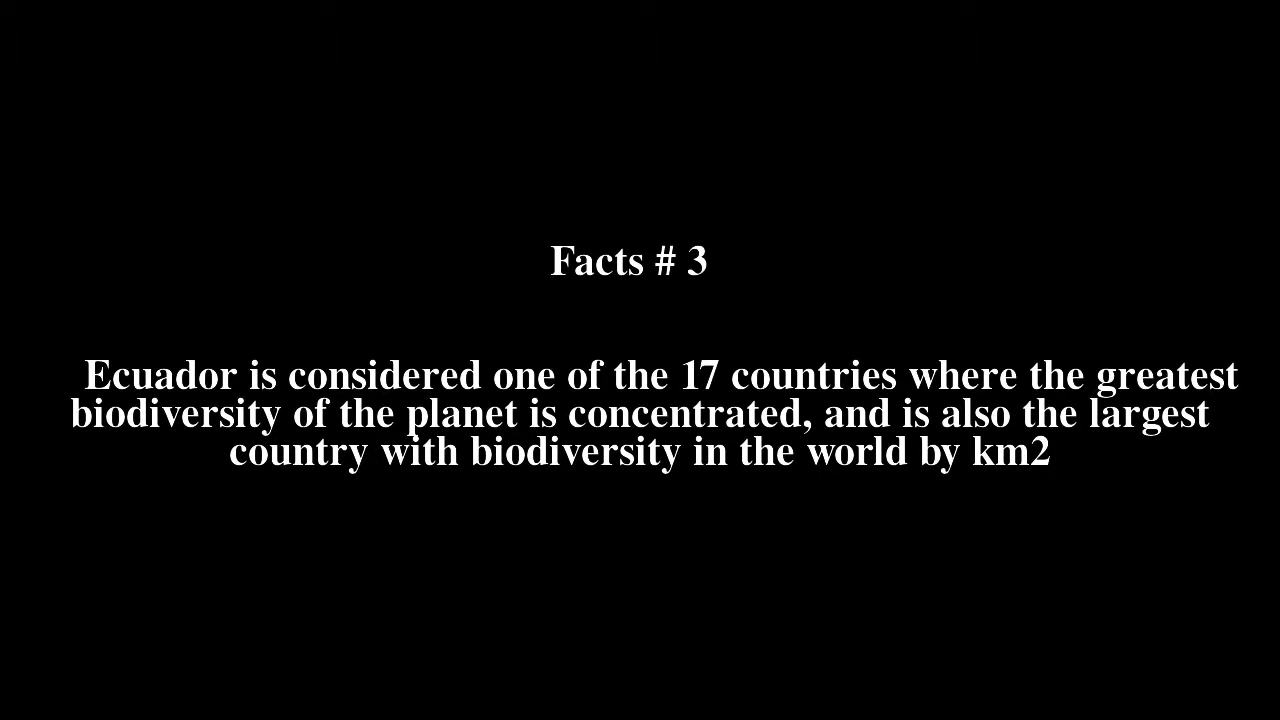 Facts # 3
Ecuador is considered one of the 17 countries where the greatest
biodiversity of the planet is concentrated, and is also the largest
country with biodiversity in the world by km2